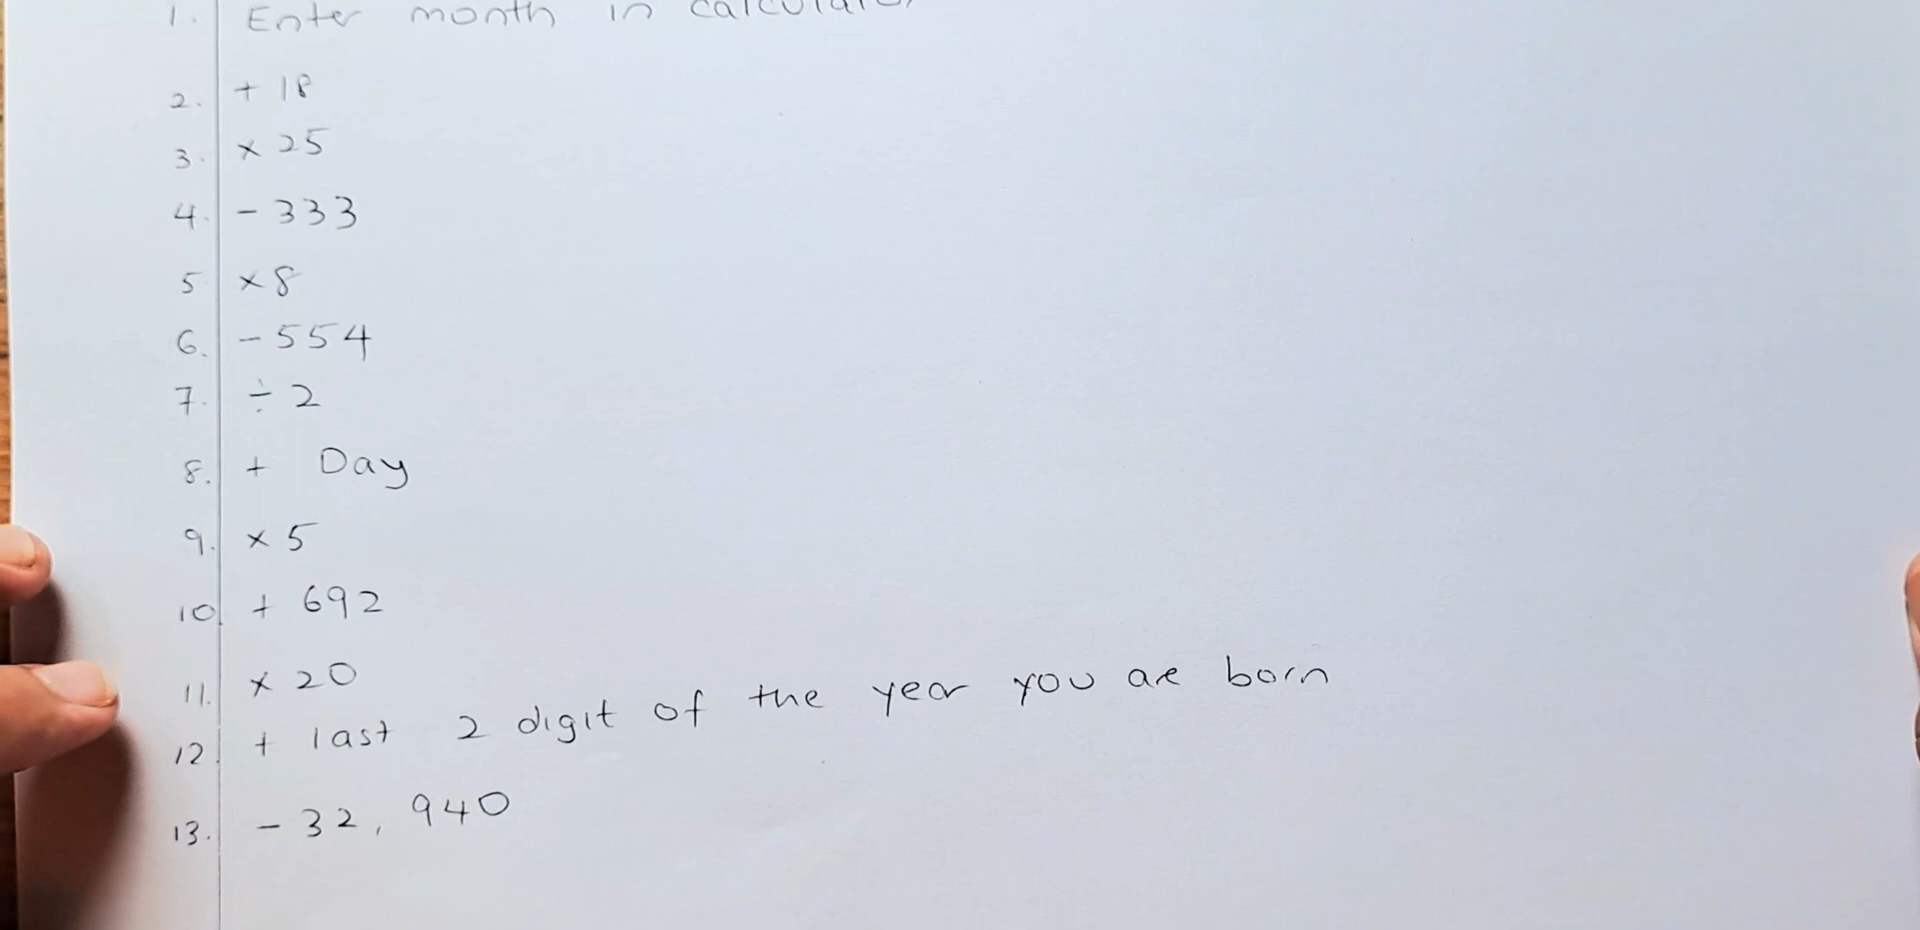 1. Enter month in calculator
2. + 18
3. × 25
4. - 333
5 × 8
6. - 554
7. ÷ 2
8. + Day
9. × 5
10. + 692
11. × 20
12. + last 2 digit of the year you are born
13. - 32,940